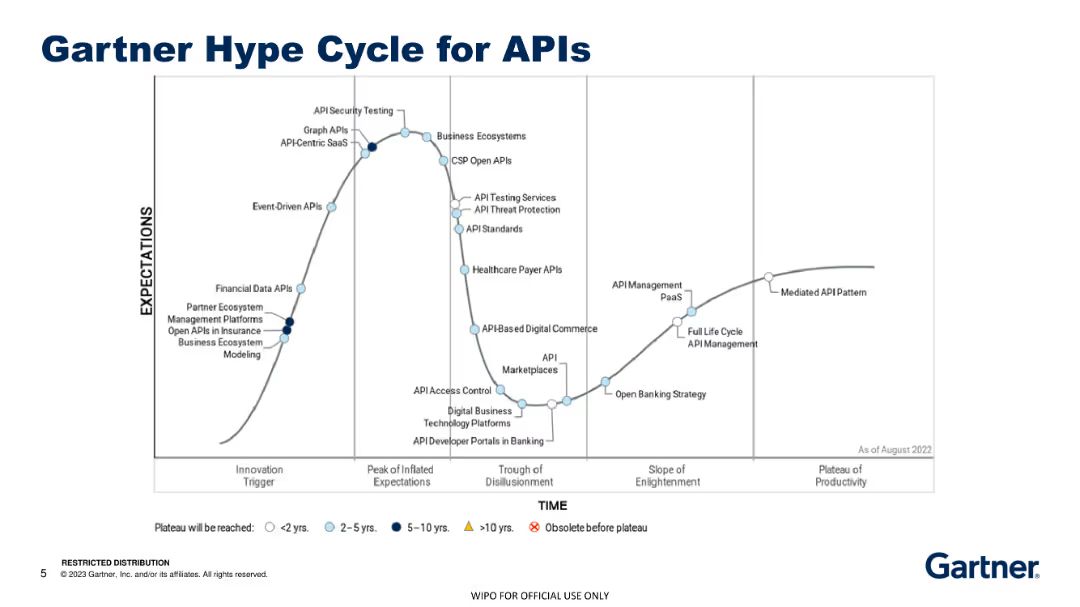 Gartner Hype Cycle for APIs
EXPECTATIONS
API Security Testing
Graph APIs
API-Centric SaaS
Business Ecosystems
CSP Open APIs
Event-Driven APIs
API Testing Services
API Threat Protection
API Standards
Healthcare Payer APIs
Financial Data APIs
Partner Ecosystem
Management Platforms
Open APIs in Insurance
Business Ecosystem
Modeling
API-Based Digital Commerce
API
Marketplaces
API Access Control
Digital Business
Technology Platforms
API Developer Portals in Banking
API Management
PaaS
Full Life Cycle
API Management
Open Banking Strategy
Mediated API Pattern
As of August 2022
Innovation
Trigger
Peak of Inflated
Expectations
Trough of
Disillusionment
Slope of
Enlightenment
Plateau of
Productivity
TIME
Plateau will be reached: <2 yrs. 2–5 yrs. 5–10 yrs. >10 yrs. Obsolete before plateau
RESTRICTED DISTRIBUTION
5 © 2023 Gartner, Inc. and/or its affiliates. All rights reserved.
Gartner®
WIPO FOR OFFICIAL USE ONLY